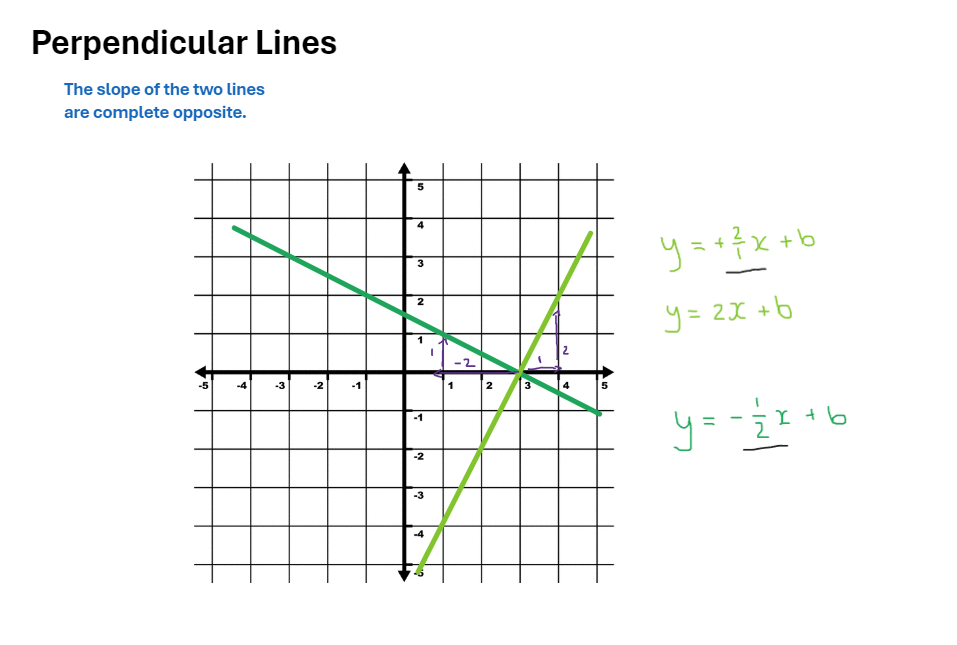 Perpendicular Lines
The slope of the two lines
are complete opposite.
5
4
3
2
1
-5 -4 -3 -2 -1 1 2 3 4 5
-1
-2
-3
-4
-5
1
-2
1
2
y = +2/1 x + b
y = 2x + b
y = - 1/2 x + b